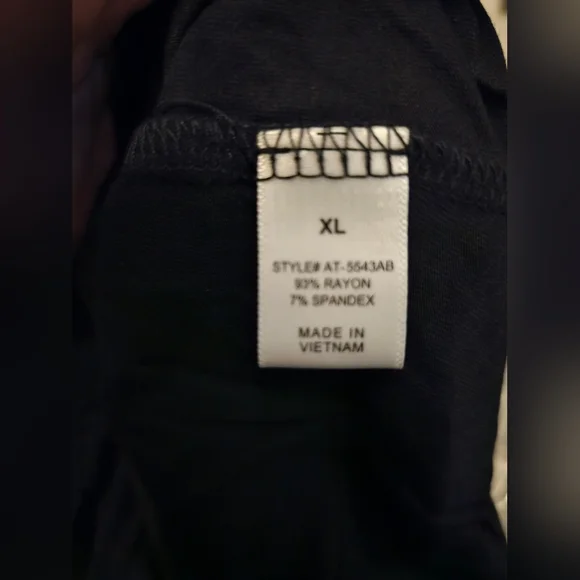 XL
STYLE# AT-5543AB
93% RAYON
7% SPANDEX
MADE IN
VIETNAM